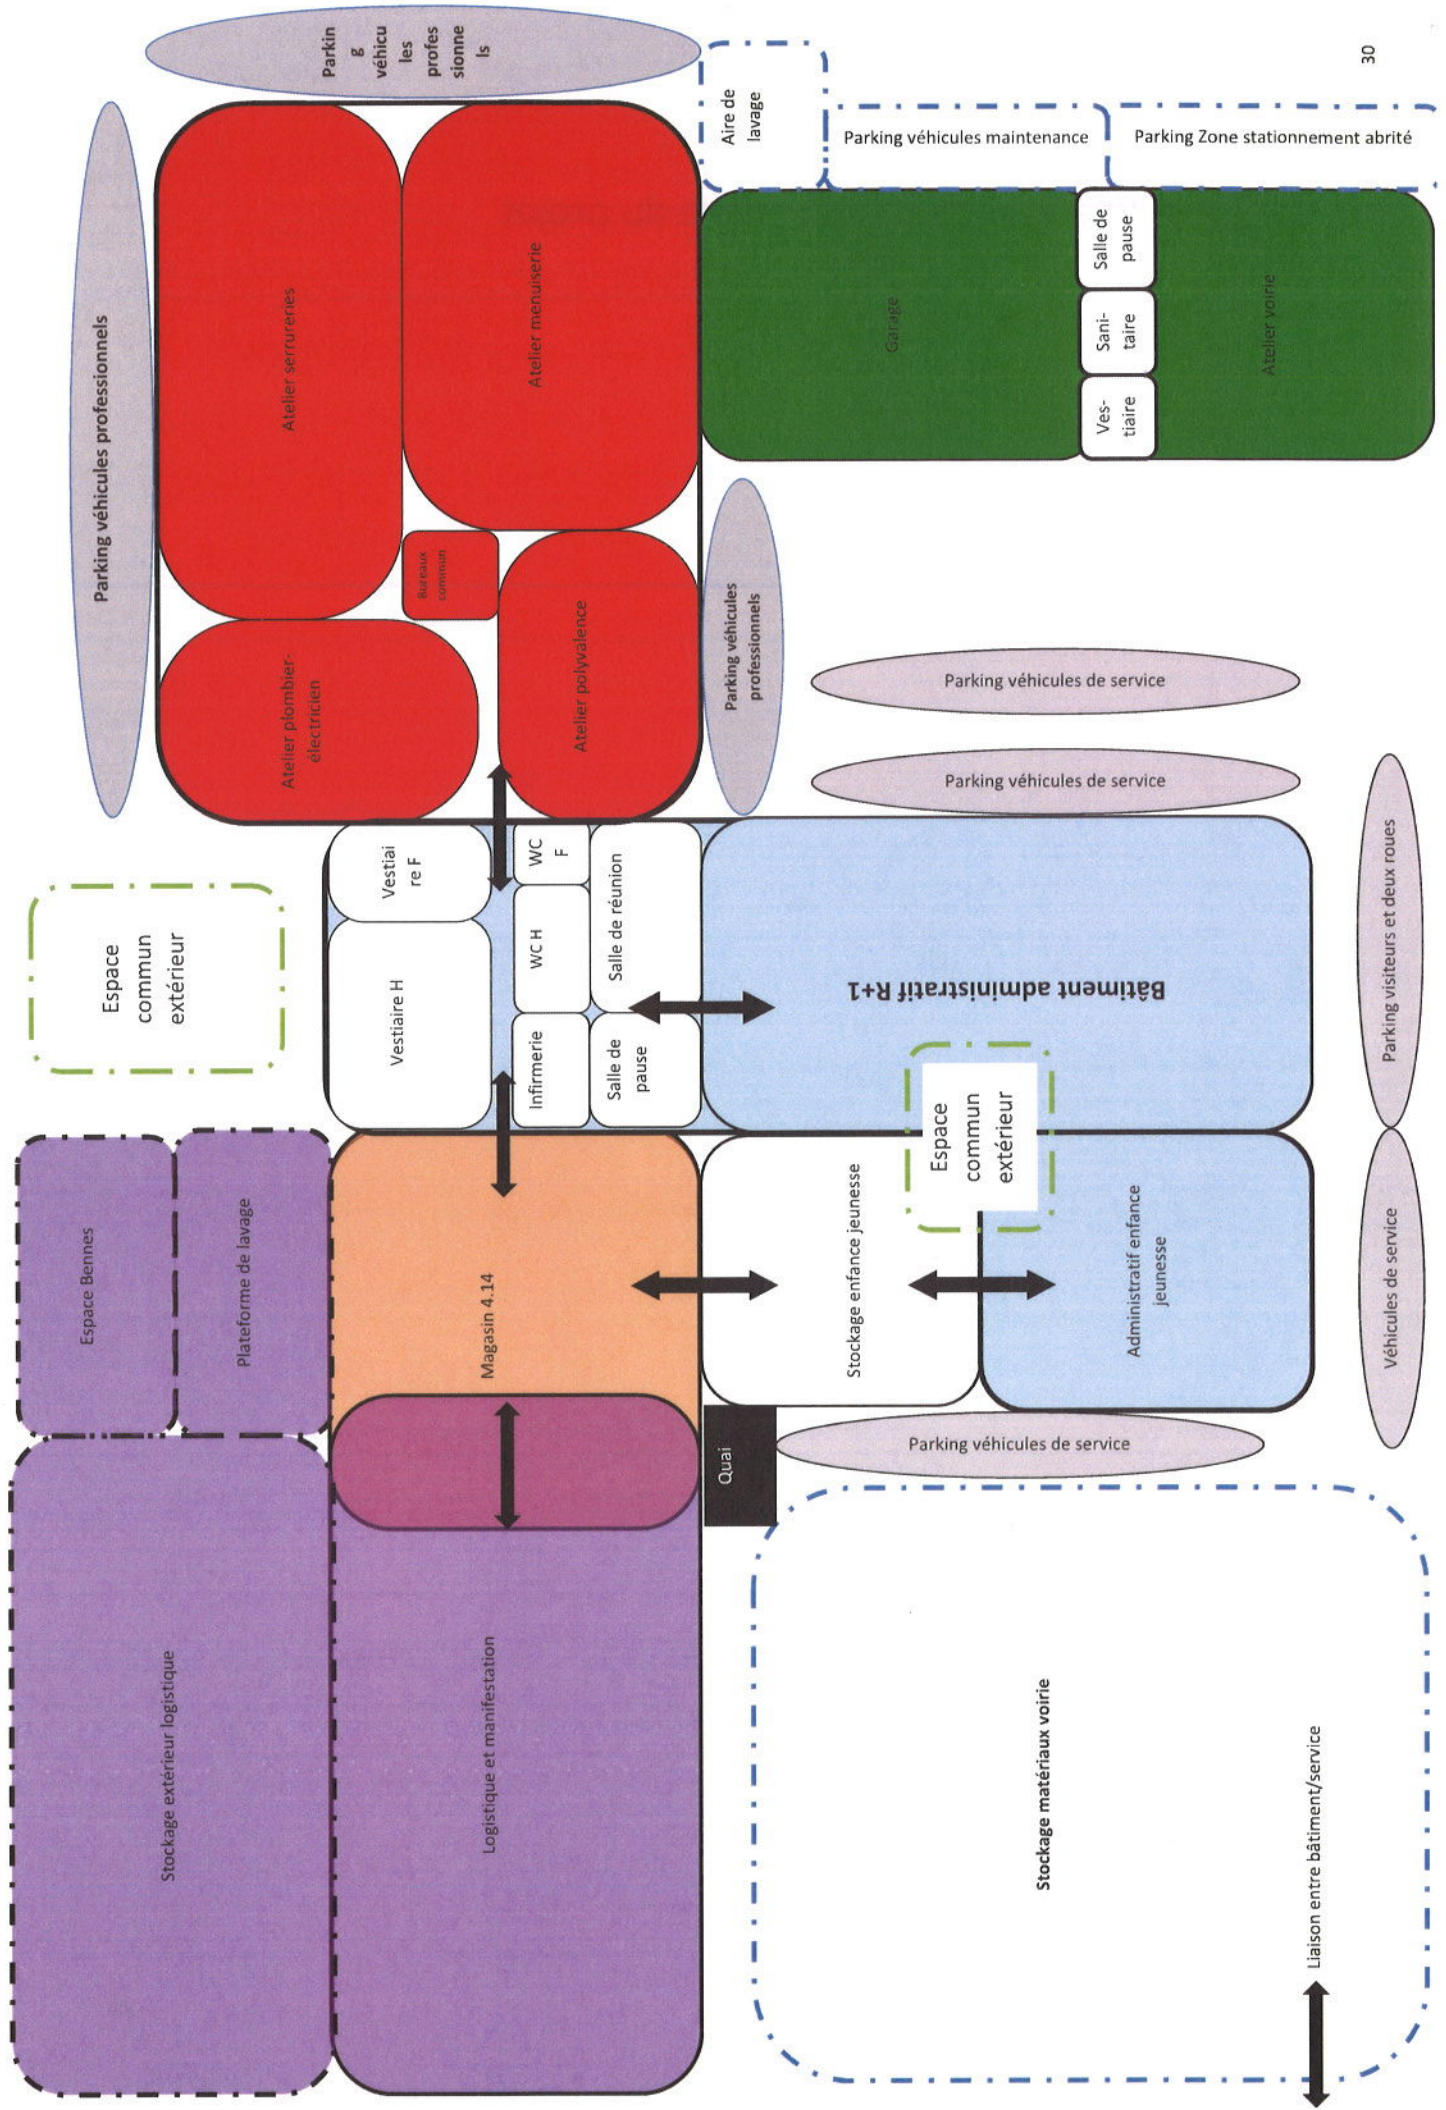 Stockage extérieur logistique
Espace Bennes
Plateforme de lavage
Espace
commun
extérieur
Parking véhicules professionnels
Logistique et manifestation
Magasin 4.14
Vestiaire H
Vestiai
re F
Infirmerie
WC H
WC
F
Salle de
pause
Salle de réunion
Atelier plombier-
électricien
Atelier serrureries
Bureaux
commun
Atelier polyvalence
Atelier menuiserie
Parkin
g
véhicu
les
profes
sionne
ls
Quai
Stockage enfance jeunesse
Espace
commun
extérieur
Bâtiment administratif R+1
Parking véhicules
professionnels
Garage
Aire de
lavage
Parking véhicules maintenance
Parking véhicules de service
Administratif enfance
jeunesse
Parking véhicules de service
Parking véhicules de service
Ves-
tiaire
Sani-
taire
Salle de
pause
Atelier voirie
Parking Zone stationnement abrité
Stockage matériaux voirie
Liaison entre bâtiment/service
Véhicules de service
Parking visiteurs et deux roues
30